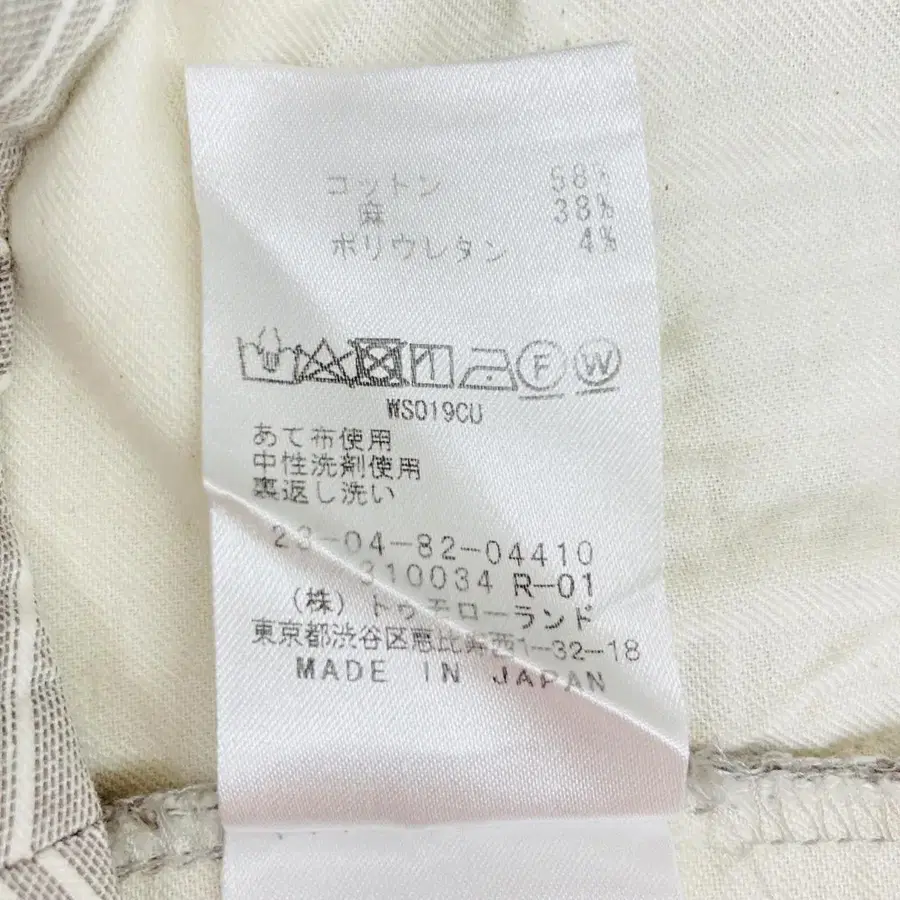 コットン 58%
麻 38%
ポリウレタン 4%
F W
WS019CU
あて布使用
中性洗剤使用
裏返し洗い
23-04-82-04410
310034 R-01
(株) トゥモローランド
東京都渋谷区恵比寿西1-32-18
MADE IN JAPAN